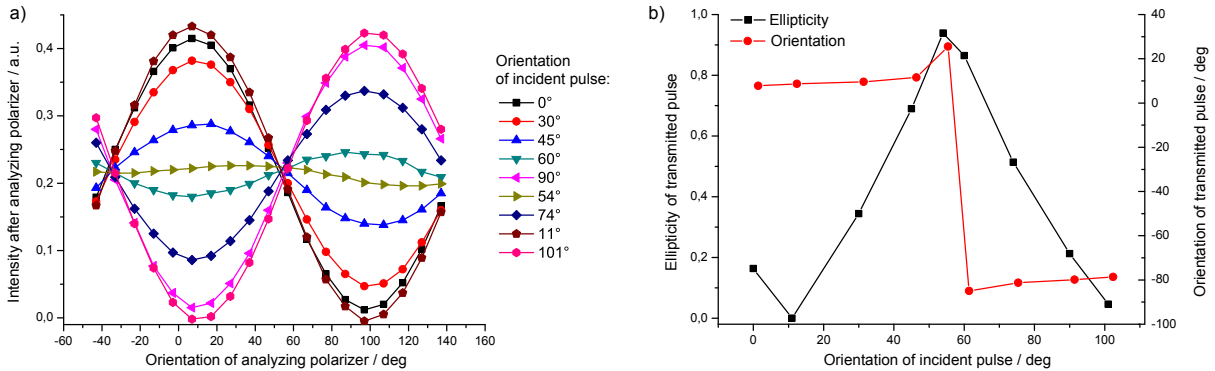 a)
Intensity after analyzing polarizer / a.u.
0,4
0,3
0,2
0,1
0,0
-60 -40 -20 0 20 40 60 80 100 120 140 160
Orientation of analyzing polarizer / deg
Orientation
of incident pulse:
0°
30°
45°
60°
90°
54°
74°
11°
101°
b)
Ellipticity of transmitted pulse
1,0
0,8
0,6
0,4
0,2
0,0
Ellipticity
Orientation
0 20 40 60 80 100
Orientation of incident pulse / deg
40
20
0
-20
-40
-60
-80
-100
Orientation of transmitted pulse / deg